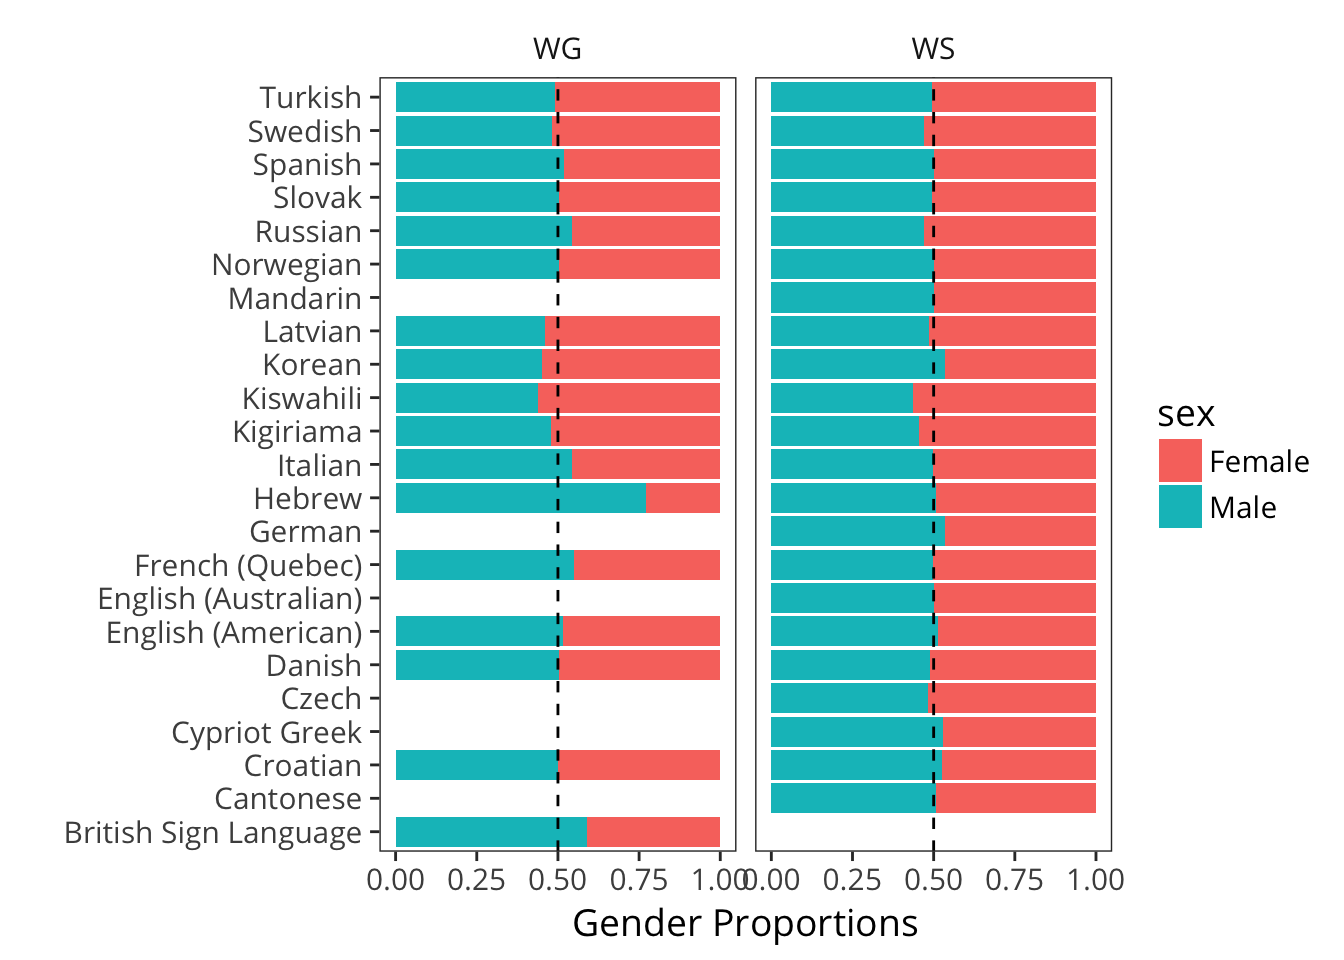 WG WS
Turkish
Swedish
Spanish
Slovak
Russian
Norwegian
Mandarin
Latvian
Korean
Kiswahili
Kigiriama
Italian
Hebrew
German
French (Quebec)
English (Australian)
English (American)
Danish
Czech
Cypriot Greek
Croatian
Cantonese
British Sign Language
0.00 0.25 0.50 0.75 1.00 0.00 0.25 0.50 0.75 1.00
Gender Proportions
sex
Female
Male